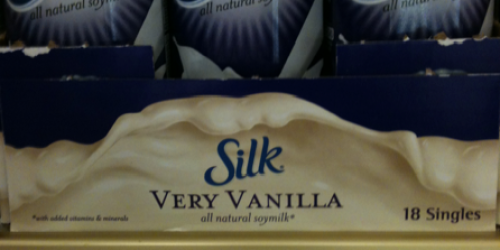 all natural soymilk
all natural soymilk
Silk
VERY VANILLA
all natural soymilk*
*with added vitamins & minerals
18 Singles